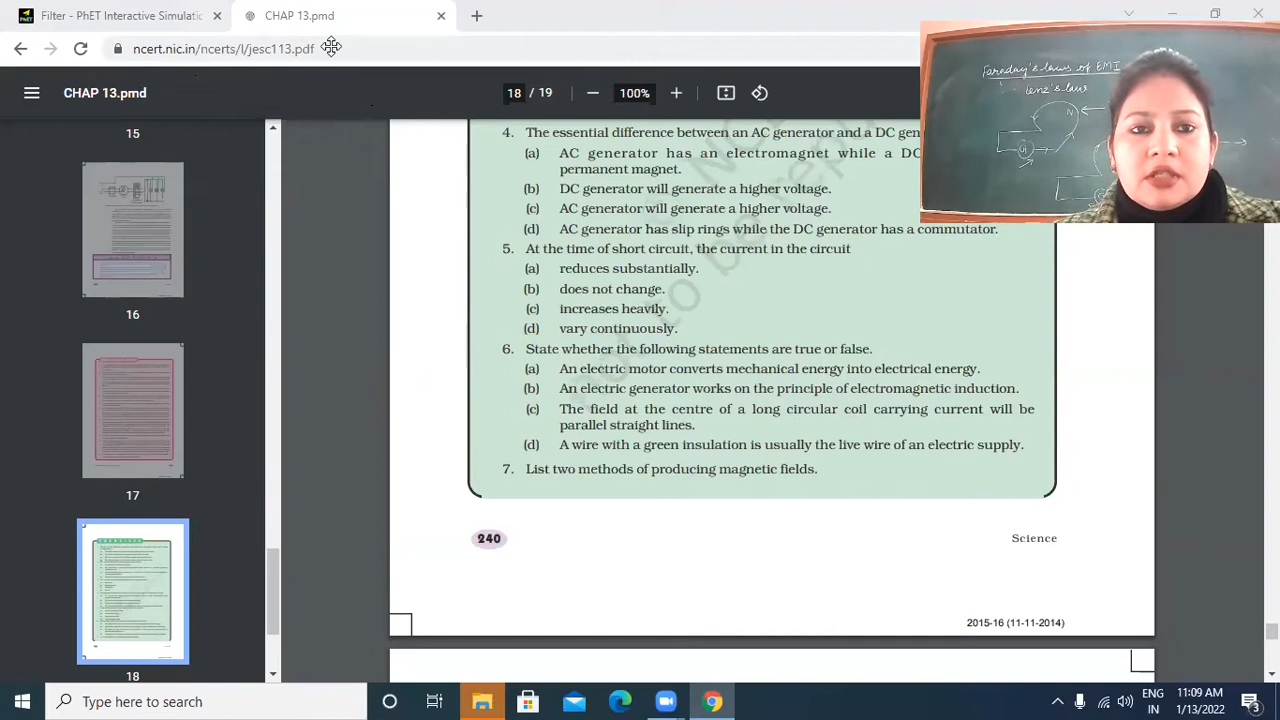 Filter - PhET Interactive Simulatio
CHAP 13.pmd
ncert.nic.in/ncerts/l/jesc113.pdf
CHAP 13.pmd
18 / 19
100%
Faraday's laws of EMI
Lenz's law
N
15
16
17
18
4. The essential difference between an AC generator and a DC gen
(a) AC generator has an electromagnet while a DC
permanent magnet.
(b) DC generator will generate a higher voltage.
(c) AC generator will generate a higher voltage.
(d) AC generator has slip rings while the DC generator has a commutator.
5. At the time of short circuit, the current in the circuit
(a) reduces substantially.
(b) does not change.
(c) increases heavily.
(d) vary continuously.
6. State whether the following statements are true or false.
(a) An electric motor converts mechanical energy into electrical energy.
(b) An electric generator works on the principle of electromagnetic induction.
(c) The field at the centre of a long circular coil carrying current will be
parallel straight lines.
(d) A wire with a green insulation is usually the live wire of an electric supply.
7. List two methods of producing magnetic fields.
240
Science
2015-16 (11-11-2014)
Type here to search
ENG
IN
11:09 AM
1/13/2022
3